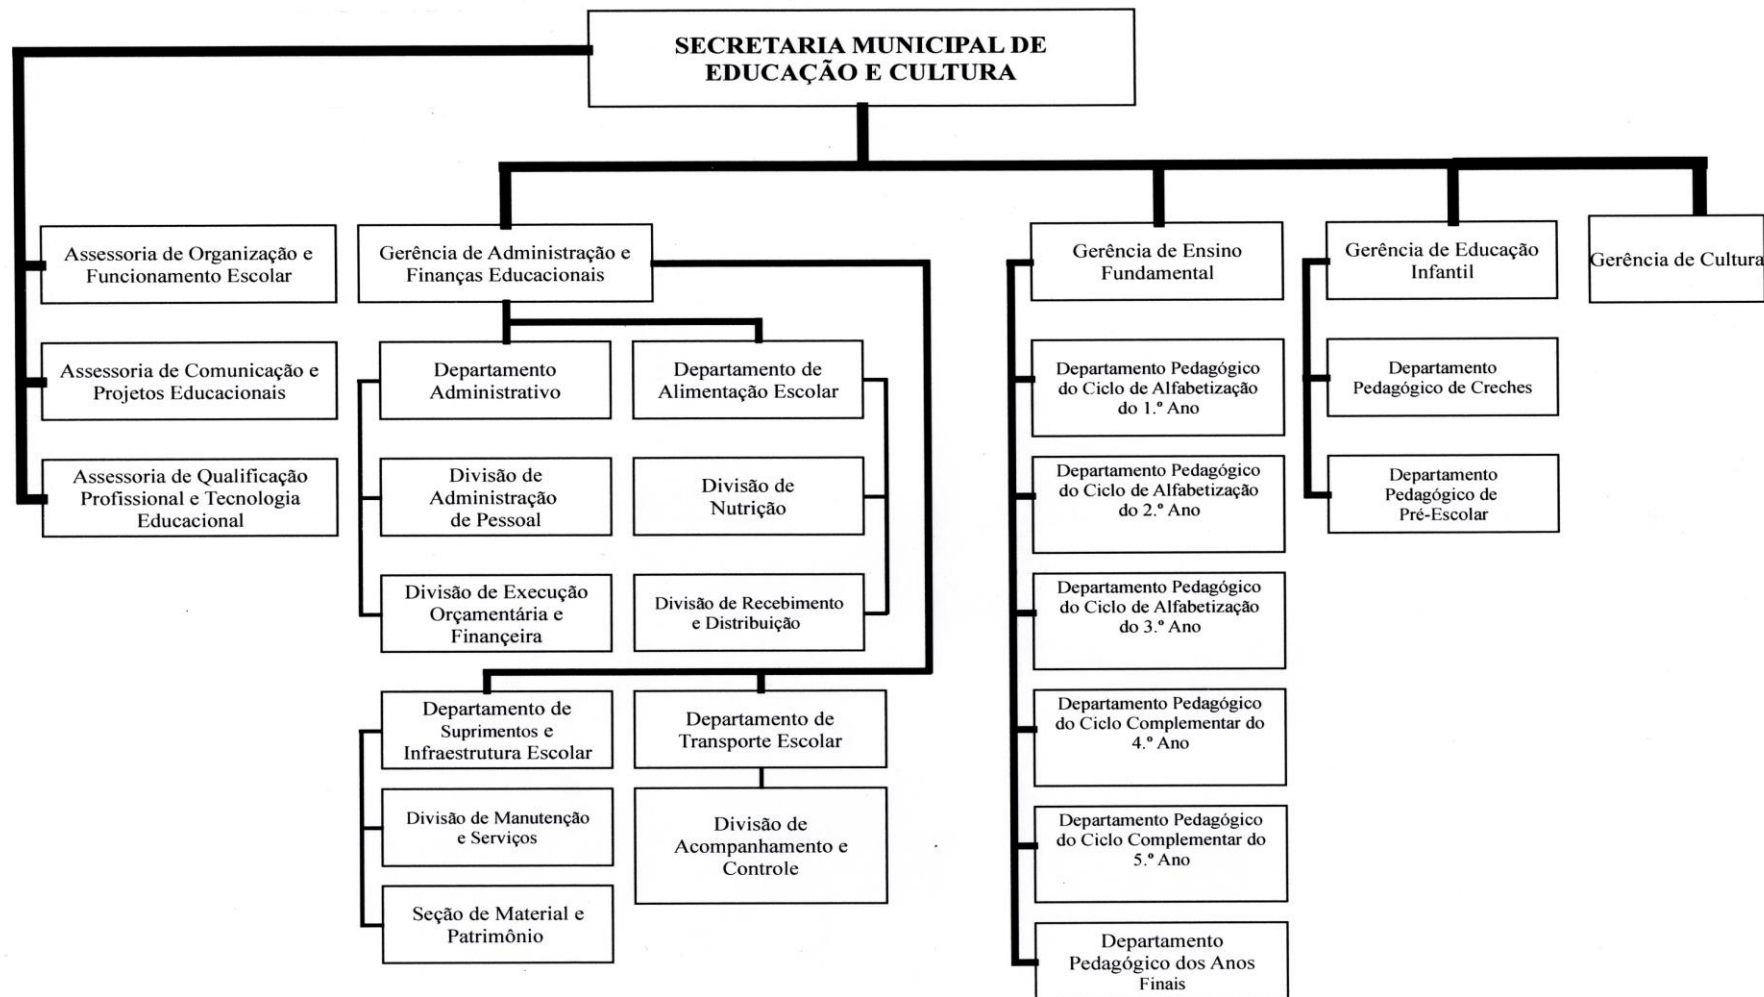 SECRETARIA MUNICIPAL DE
EDUCAÇÃO E CULTURA
Assessoria de Organização e
Funcionamento Escolar
Assessoria de Comunicação e
Projetos Educacionais
Assessoria de Qualificação
Profissional e Tecnologia
Educacional
Gerência de Administração e
Finanças Educacionais
Departamento
Administrativo
Divisão de
Administração
de Pessoal
Divisão de Execução
Orçamentária e
Finançeira
Departamento de
Alimentação Escolar
Divisão de
Nutrição
Divisão de Recebimento
e Distribuição
Departamento de
Suprimentos e
Infraestrutura Escolar
Divisão de Manutenção
e Serviços
Seção de Material e
Patrimônio
Departamento de
Transporte Escolar
Divisão de
Acompanhamento e
Controle
Gerência de Ensino
Fundamental
Departamento Pedagógico
do Ciclo de Alfabetização
do 1.º Ano
Departamento Pedagógico
do Ciclo de Alfabetização
do 2.º Ano
Departamento Pedagógico
do Ciclo de Alfabetização
do 3.º Ano
Departamento Pedagógico
do Ciclo Complementar do
4.º Ano
Departamento Pedagógico
do Ciclo Complementar do
5.º Ano
Departamento
Pedagógico dos Anos
Finais
Gerência de Educação
Infantil
Departamento
Pedagógico de Creches
Departamento
Pedagógico de
Pré-Escolar
Gerência de Cultura